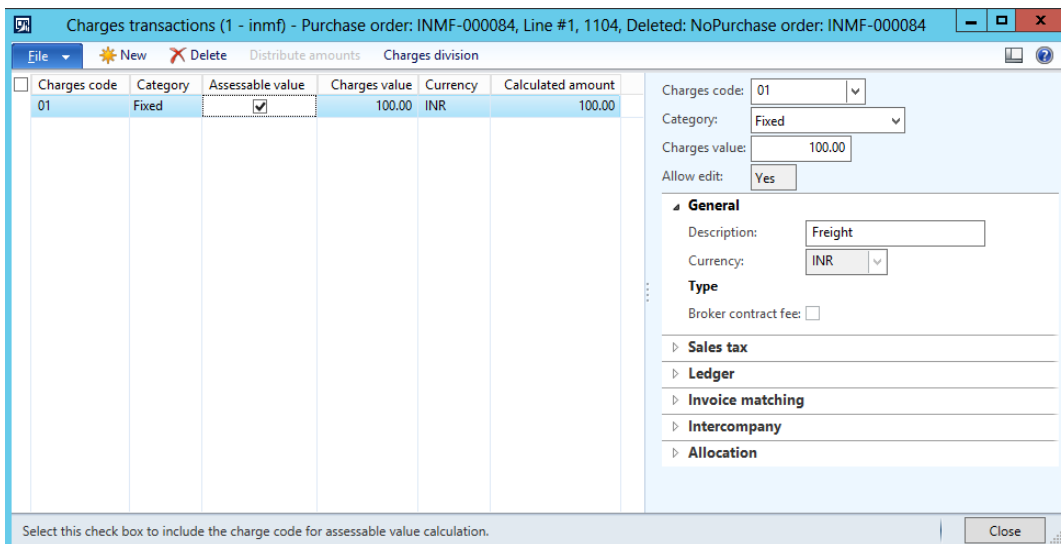 Charges transactions (1 - inmf) - Purchase order: INMF-000084, Line #1, 1104, Deleted: NoPurchase order: INMF-000084
File New Delete Distribute amounts Charges division
Charges code Category Assessable value Charges value Currency Calculated amount
01 Fixed 100.00 INR 100.00
Charges code: 01
Category: Fixed
Charges value: 100.00
Allow edit: Yes
General
Description: Freight
Currency: INR
Type
Broker contract fee:
Sales tax
Ledger
Invoice matching
Intercompany
Allocation
Select this check box to include the charge code for assessable value calculation.
Close